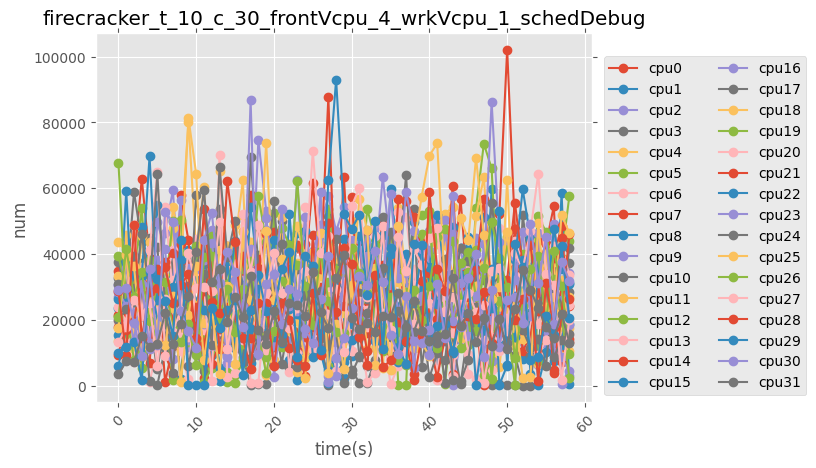 firecracker_t_10_c_30_frontVcpu_4_wrkVcpu_1_schedDebug
num
100000
80000
60000
40000
20000
0
0
10
20
30
40
50
60
time(s)
cpu0
cpu1
cpu2
cpu3
cpu4
cpu5
cpu6
cpu7
cpu8
cpu9
cpu10
cpu11
cpu12
cpu13
cpu14
cpu15
cpu16
cpu17
cpu18
cpu19
cpu20
cpu21
cpu22
cpu23
cpu24
cpu25
cpu26
cpu27
cpu28
cpu29
cpu30
cpu31